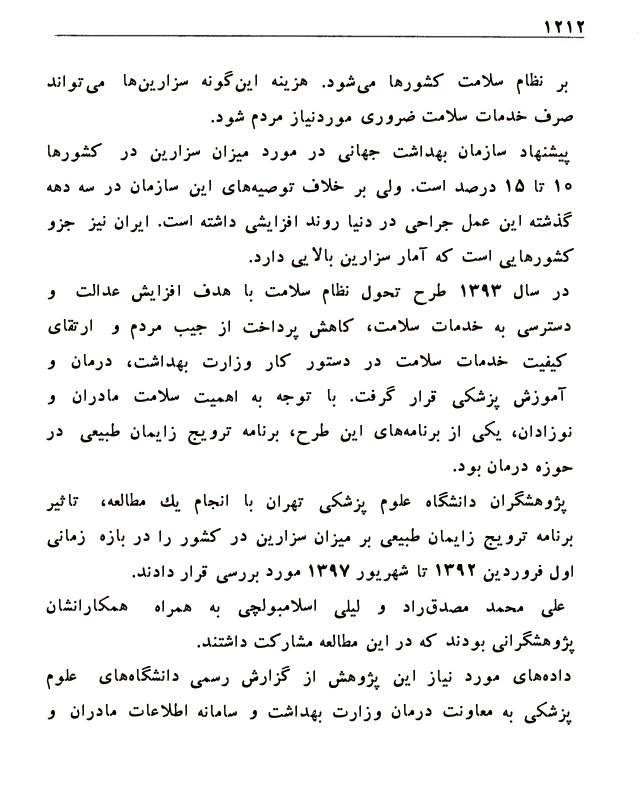 ۱۲۱۲
بر نظام سلامت کشورها می‌شود. هزینه این‌گونه سزارین‌ها می‌تواند
صرف خدمات سلامت ضروری موردنیاز مردم شود.
پیشنهاد سازمان بهداشت جهانی در مورد میزان سزارین در کشورها
۱۰ تا ۱۵ درصد است. ولی بر خلاف توصیه‌های این سازمان در سه دهه
گذشته این عمل جراحی در دنیا روند افزایشی داشته است. ایران نیز جزو
کشورهایی است که آمار سزارین بالایی دارد.
در سال ۱۳۹۳ طرح تحول نظام سلامت با هدف افزایش عدالت و
دسترسی به خدمات سلامت، کاهش پرداخت از جیب مردم و ارتقای
کیفیت خدمات سلامت در دستور کار وزارت بهداشت، درمان و
آموزش پزشکی قرار گرفت. با توجه به اهمیت سلامت مادران و
نوزادان، یکی از برنامه‌های این طرح، برنامه ترویج زایمان طبیعی در
حوزه درمان بود.
پژوهشگران دانشگاه علوم پزشکی تهران با انجام یك مطالعه، تاثیر
برنامه ترویج زایمان طبیعی بر میزان سزارین در کشور را در بازه زمانی
اول فروردین ۱۳۹۲ تا شهریور ۱۳۹۷ مورد بررسی قرار دادند.
علی محمد مصدق‌راد و لیلی اسلامبولچی به همراه همکارانشان
پژوهشگرانی بودند که در این مطالعه مشارکت داشتند.
داده‌های مورد نیاز این پژوهش از گزارش رسمی دانشگاه‌های علوم
پزشکی به معاونت درمان وزارت بهداشت و سامانه اطلاعات مادران و